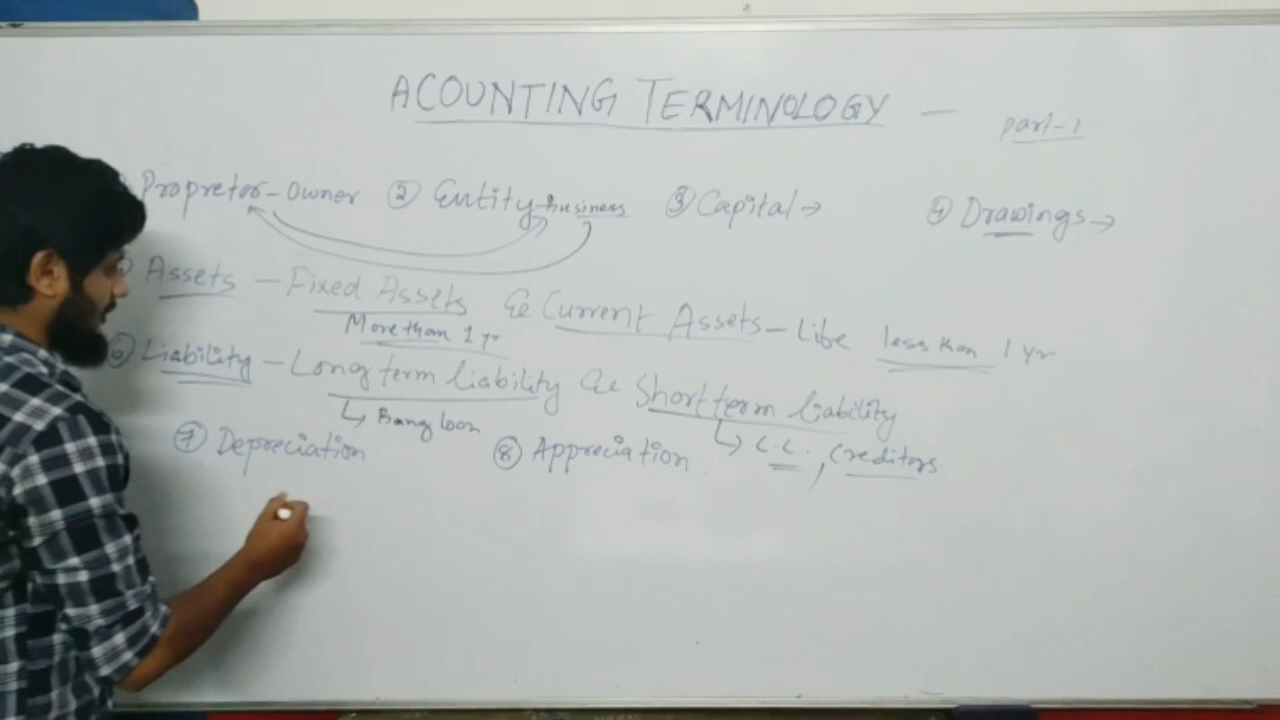 ACOUNTING TERMINOLOGY — part-1
Propretor - Owner ② Entity - business ③ Capital → ④ Drawings →
Assets — Fixed Assets & Current Assets - Like less than 1 yr
More than 1 yr
⑥ Liability - Long term liability & Short term liability
↳ Bang loan ↳ C.C., Creditors
⑦ Depreciation ⑧ Appreciation